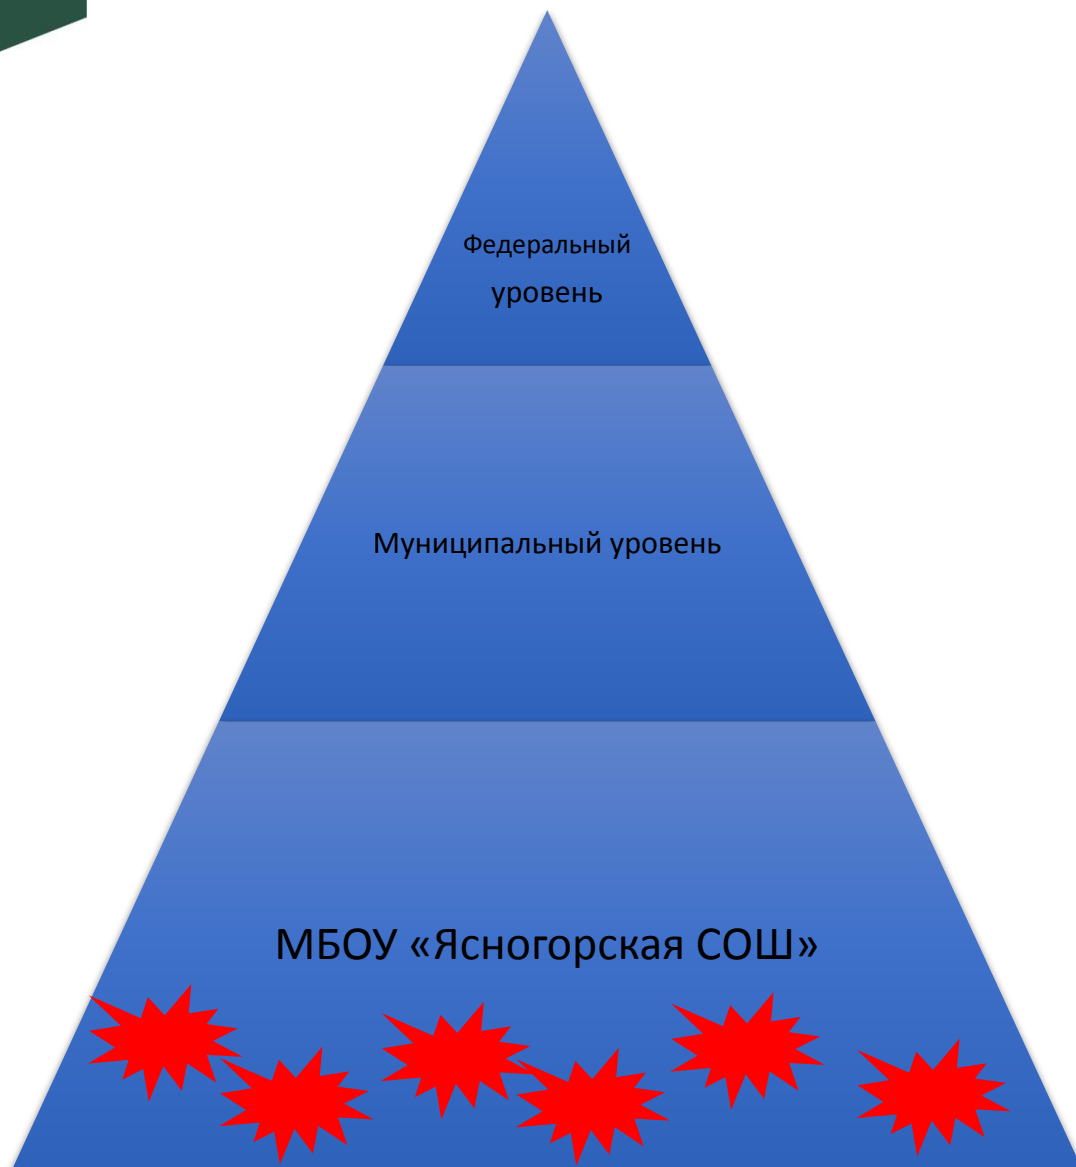 Федеральный
уровень
Муниципальный уровень
МБОУ «Ясногорская СОШ»